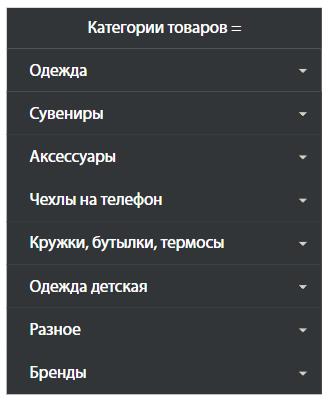 Категории товаров =
Одежда
Сувениры
Аксессуары
Чехлы на телефон
Кружки, бутылки, термосы
Одежда детская
Разное
Бренды